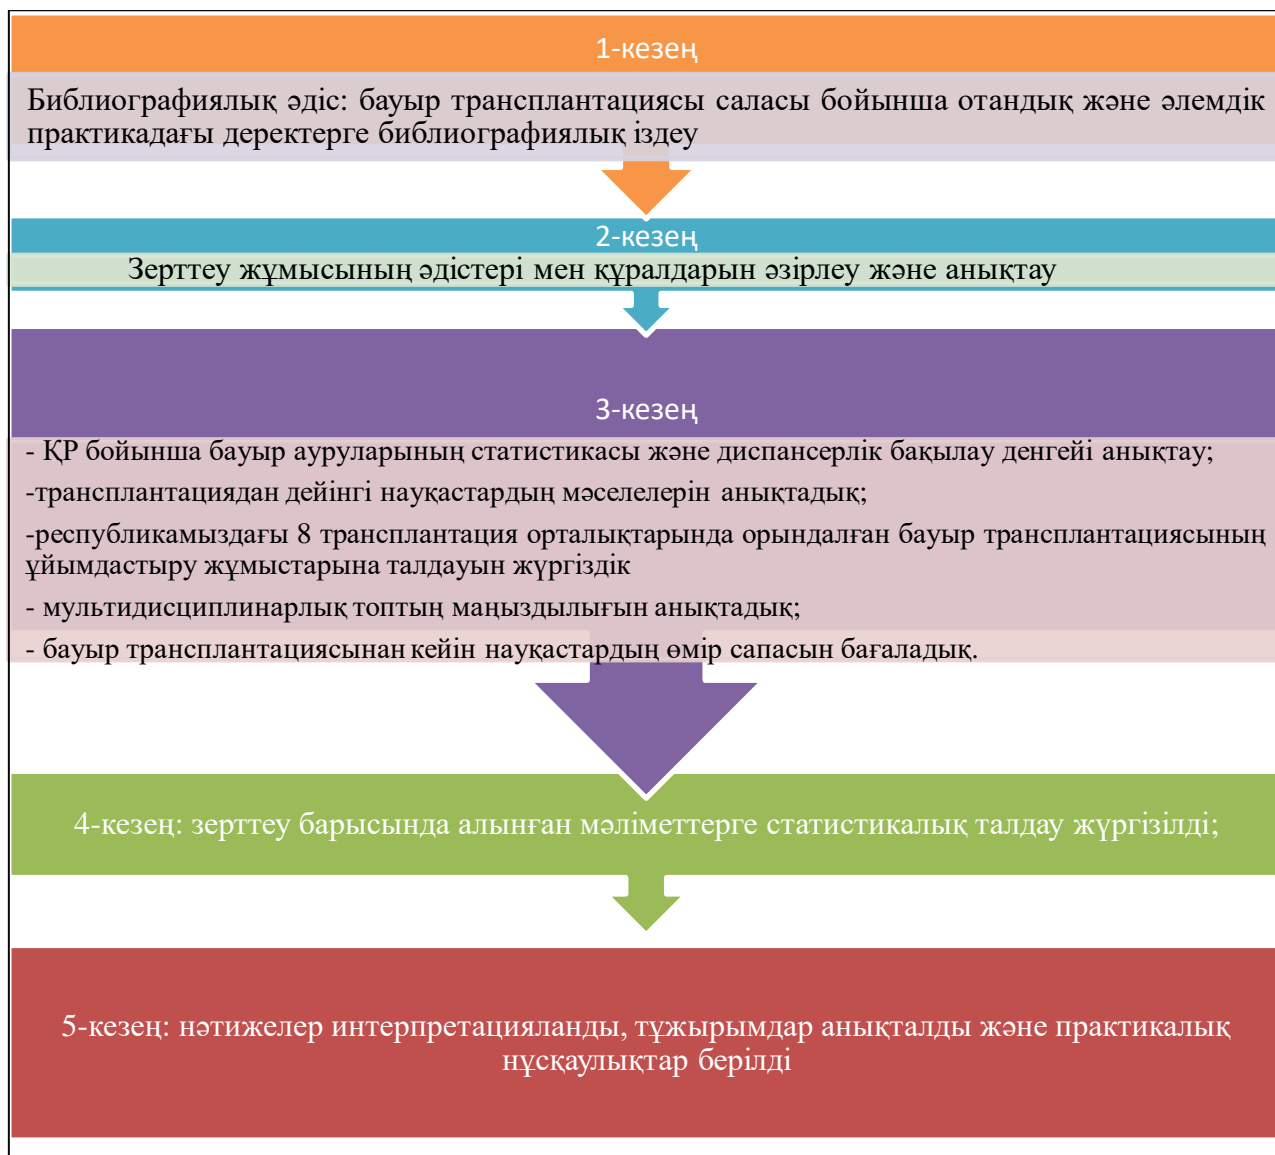 1-кезең
Библиографиялық әдіс: бауыр трансплантациясы саласы бойынша отандық және әлемдік
практикадағы деректерге библиографиялық іздеу
2-кезең
Зерттеу жұмысының әдістері мен құралдарын әзірлеу және анықтау
3-кезең
- ҚР бойынша бауыр ауруларының статистикасы және диспансерлік бақылау денгейі анықтау;
-трансплантациядан дейінгі науқастардың мәселелерін анықтадық;
-республикамыздағы 8 трансплантация орталықтарында орындалған бауыр трансплантациясының
ұйымдастыру жұмыстарына талдауын жүргіздік
- мультидисциплинарлық топтың маңыздылығын анықтадық;
- бауыр трансплантациясынан кейін науқастардың өмір сапасын бағаладық.
4-кезең: зерттеу барысында алынған мәліметтерге статистикалық талдау жүргізілді;
5-кезең: нәтижелер интерпретацияланды, тұжырымдар анықталды және практикалық
нұсқаулықтар берілді